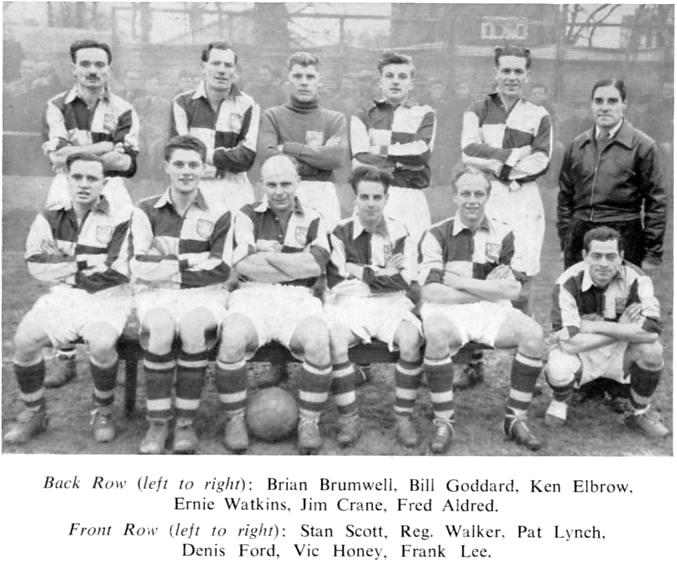 Back Row (left to right): Brian Brumwell, Bill Goddard, Ken Elbrow,
Ernie Watkins, Jim Crane, Fred Aldred.
Front Row (left to right): Stan Scott, Reg. Walker, Pat Lynch,
Denis Ford, Vic Honey, Frank Lee.